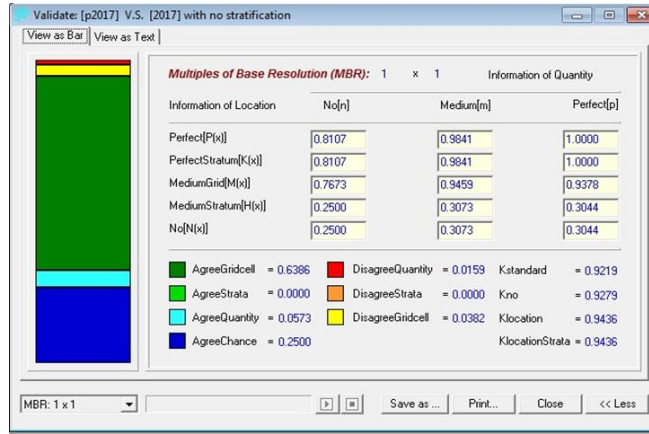 Validate: [p2017] V.S. [2017] with no stratification
View as Bar View as Text
Multiples of Base Resolution (MBR): 1 x 1 Information of Quantity
Information of Location No[n] Medium[m] Perfect[p]
Perfect[P(x)] 0.8107 0.9841 1.0000
PerfectStratum[K(x)] 0.8107 0.9841 1.0000
MediumGrid[M(x)] 0.7673 0.9459 0.9378
MediumStratum[H(x)] 0.2500 0.3073 0.3044
No[N(x)] 0.2500 0.3073 0.3044
AgreeGridcell = 0.6386 DisagreeQuantity = 0.0159 Kstandard = 0.9219
AgreeStrata = 0.0000 DisagreeStrata = 0.0000 Kno = 0.9279
AgreeQuantity = 0.0573 DisagreeGridcell = 0.0382 Klocation = 0.9436
AgreeChance = 0.2500 KlocationStrata = 0.9436
MBR: 1 x 1 Save as ... Print... Close << Less